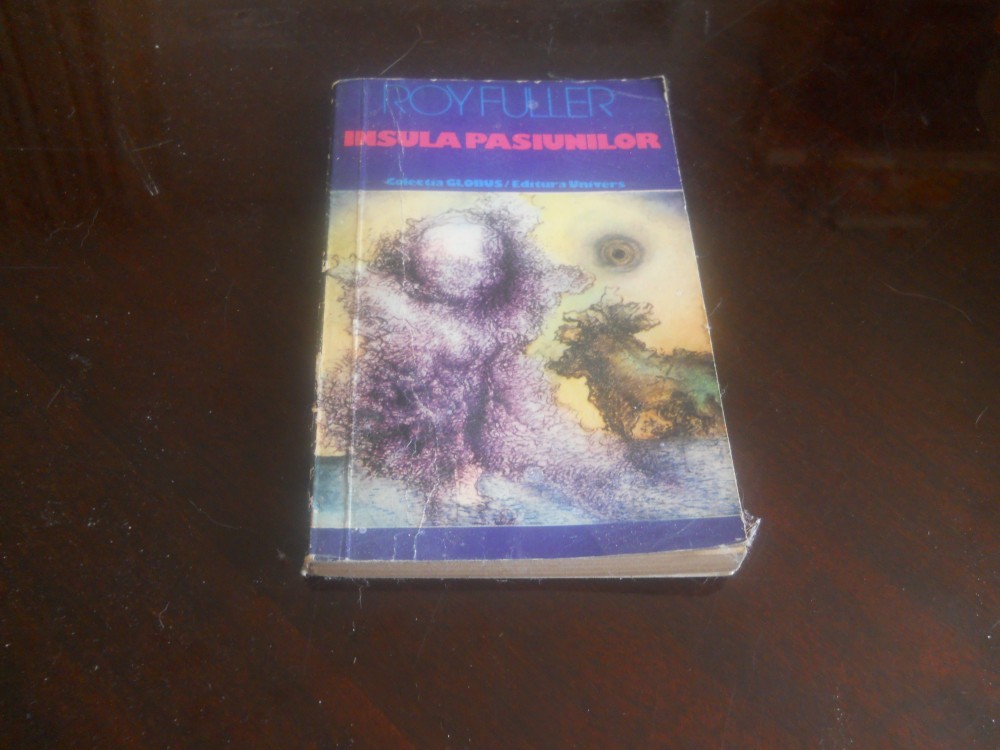 ROY FULLER
INSULA PASIUNILOR
Colecția GLOBUS / Editura Univers